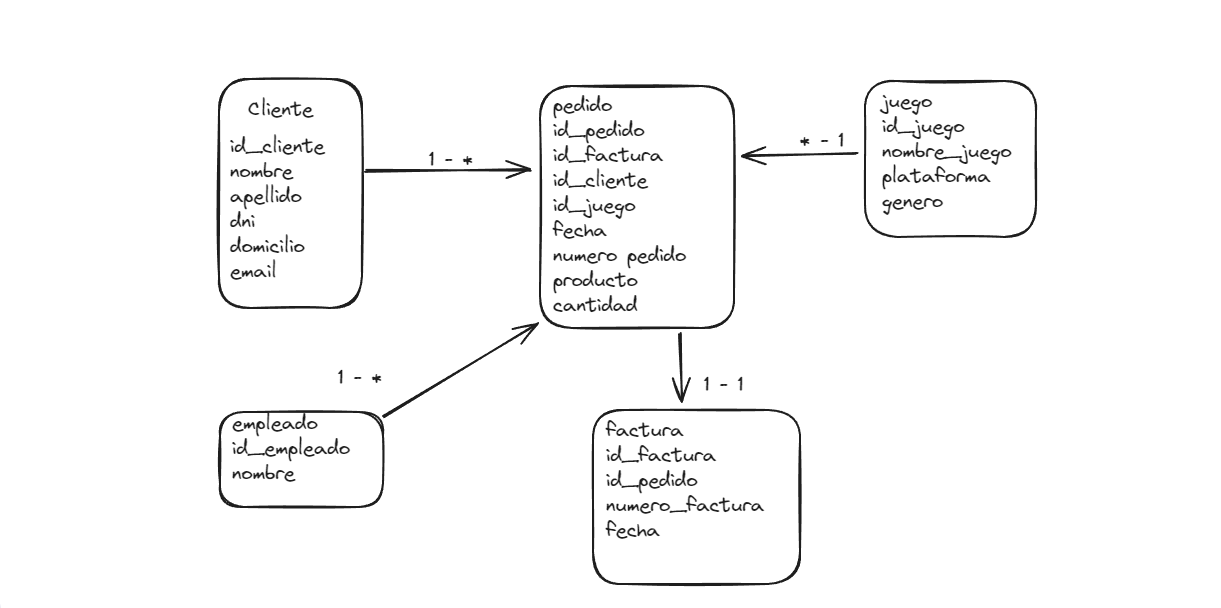 Cliente
id_cliente
nombre
apellido
dni
domicilio
email
1 - *
pedido
id_pedido
id_factura
id_cliente
id_juego
fecha
numero pedido
producto
cantidad
* - 1
juego
id_juego
nombre_juego
plataforma
genero
1 - *
empleado
id_empleado
nombre
1 - 1
factura
id_factura
id_pedido
numero_factura
fecha